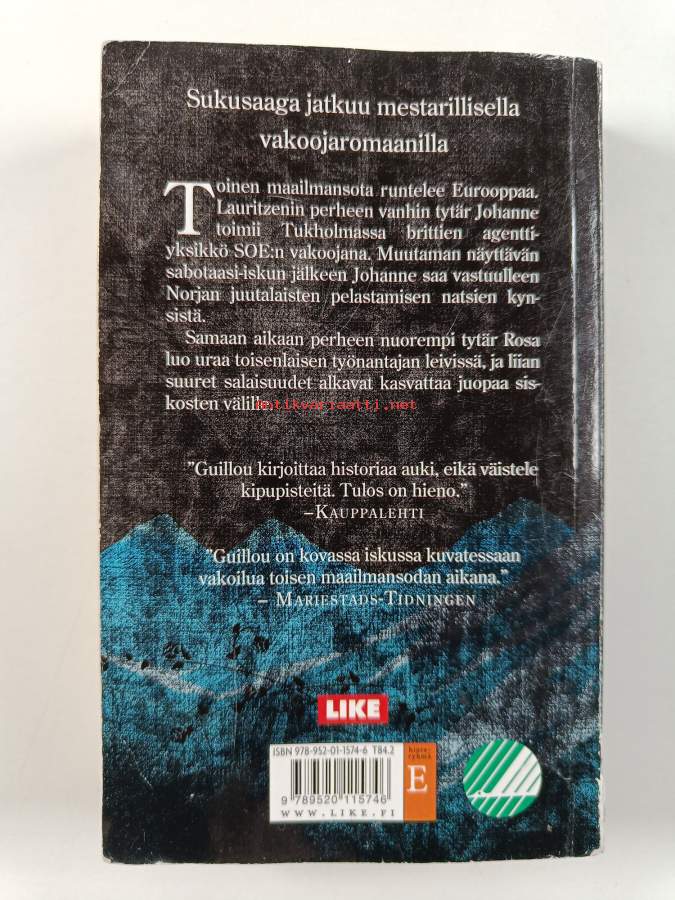 Sukusaaga jatkuu mestarillisella
vakoojaromaanilla
Toinen maailmansota runtelee Eurooppaa.
Lauritzenin perheen vanhin tytär Johanne
toimii Tukholmassa brittien agentti-
yksikkö SOE:n vakoojana. Muutaman näyttävän
sabotaasi-iskun jälkeen Johanne saa vastuulleen
Norjan juutalaisten pelastamisen natsien kyn-
sistä.
Samaan aikaan perheen nuorempi tytär Rosa
luo uraa toisenlaisen työnantajan leivissä, ja liian
suuret salaisuudet alkavat kasvattaa juopaa sis-
kosten välille.
antikvariaatti.net
"Guillou kirjoittaa historiaa auki, eikä väistele
kipupisteitä. Tulos on hieno."
–KAUPPALEHTI
"Guillou on kovassa iskussa kuvatessaan
vakoilua toisen maailmansodan aikana."
– MARIESTADS-TIDNINGEN
LIKE
ISBN 978-952-01-1574-6 T84.2
9 789520 115746
WWW.LIKE.FI
hinta-
ryhmä
E